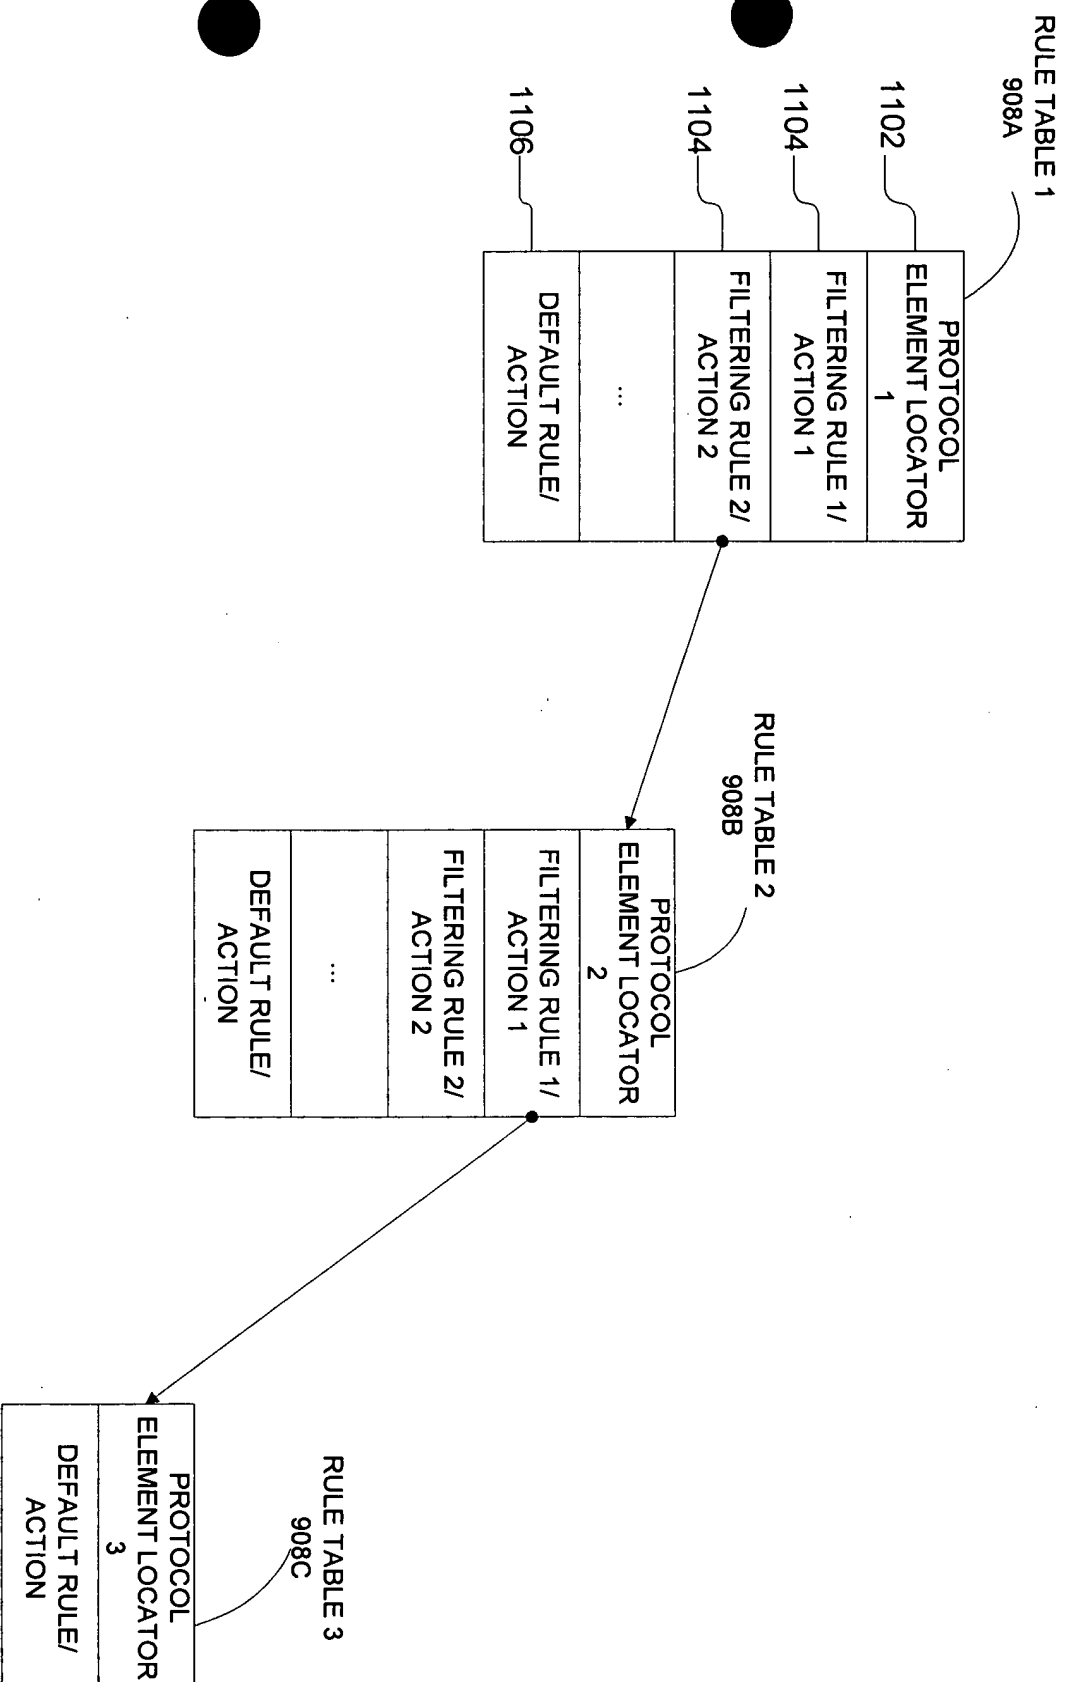 RULE TABLE 1
908A
1102
1104
1104
1106
PROTOCOL
ELEMENT LOCATOR
1
FILTERING RULE 1/
ACTION 1
FILTERING RULE 2/
ACTION 2
...
DEFAULT RULE/
ACTION
RULE TABLE 2
908B
PROTOCOL
ELEMENT LOCATOR
2
FILTERING RULE 1/
ACTION 1
FILTERING RULE 2/
ACTION 2
...
DEFAULT RULE/
ACTION
RULE TABLE 3
908C
PROTOCOL
ELEMENT LOCATOR
3
DEFAULT RULE/
ACTION